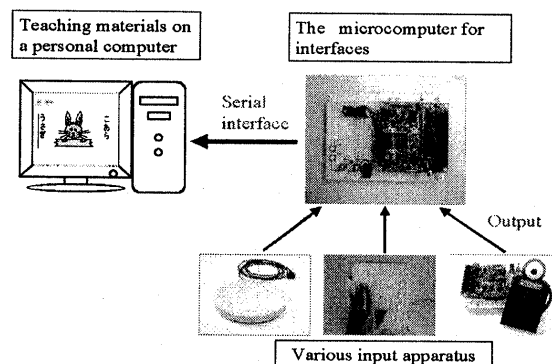 Teaching materials on
a personal computer
The microcomputer for
interfaces
Serial
interface
Output
Various input apparatus